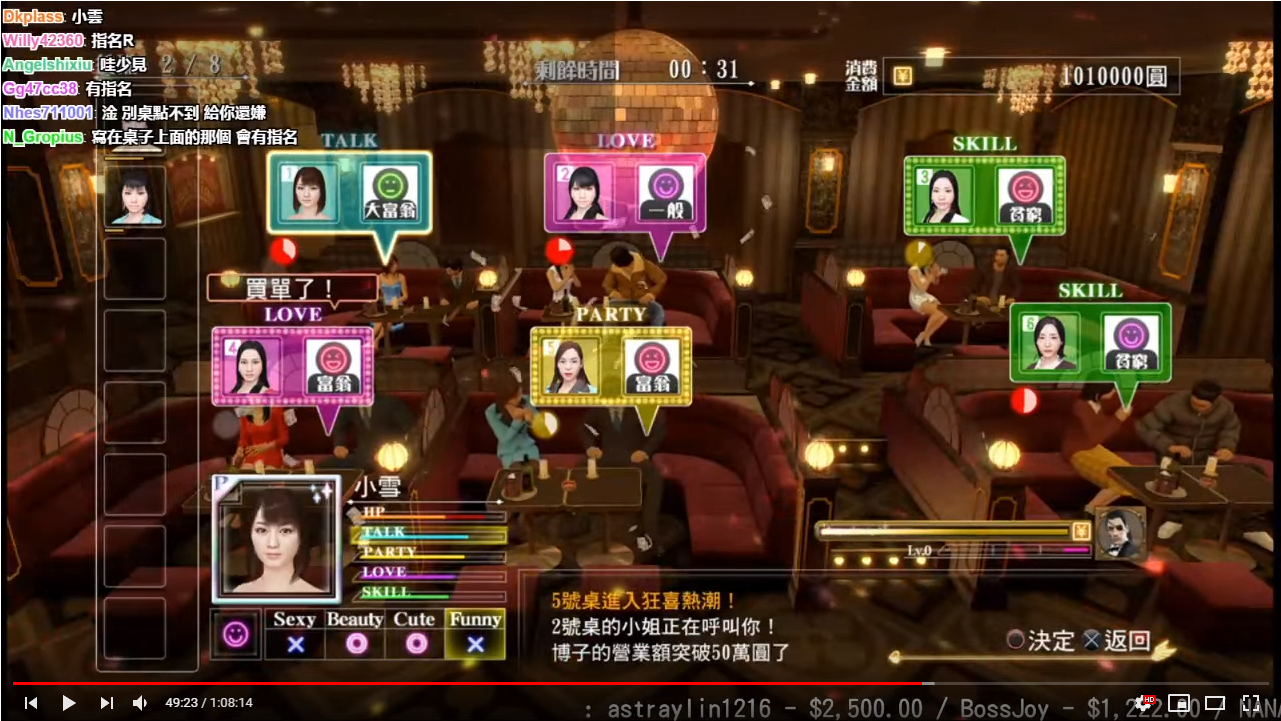 Dkplass: 小雲
Willy42360: 指名R
Angelshixiu: 哇少見
Gg47cc38: 有指名
Nhes711001: 淦 別桌點不到 給你還嫌
N_Gropius: 寫在桌子上面的那個 會有指名
2 / 8
剩餘時間 00：31
消費金額 ¥ 1010000圓
TALK
1 大富翁
LOVE
2 一般
SKILL
3 貧窮
買單了！
LOVE
4 富翁
PARTY
5 富翁
SKILL
6 貧窮
P
小雪
HP
TALK
PARTY
LOVE
SKILL
Sexy Beauty Cute Funny
¥
Lv.0
5號桌進入狂喜熱潮！
2號桌的小姐正在呼叫你！
博子的營業額突破50萬圓了
決定 返回
49:23 / 1:08:14
HD
: astraylin1216 - $2,500.00 / BossJoy - $1,222.00 / NANA